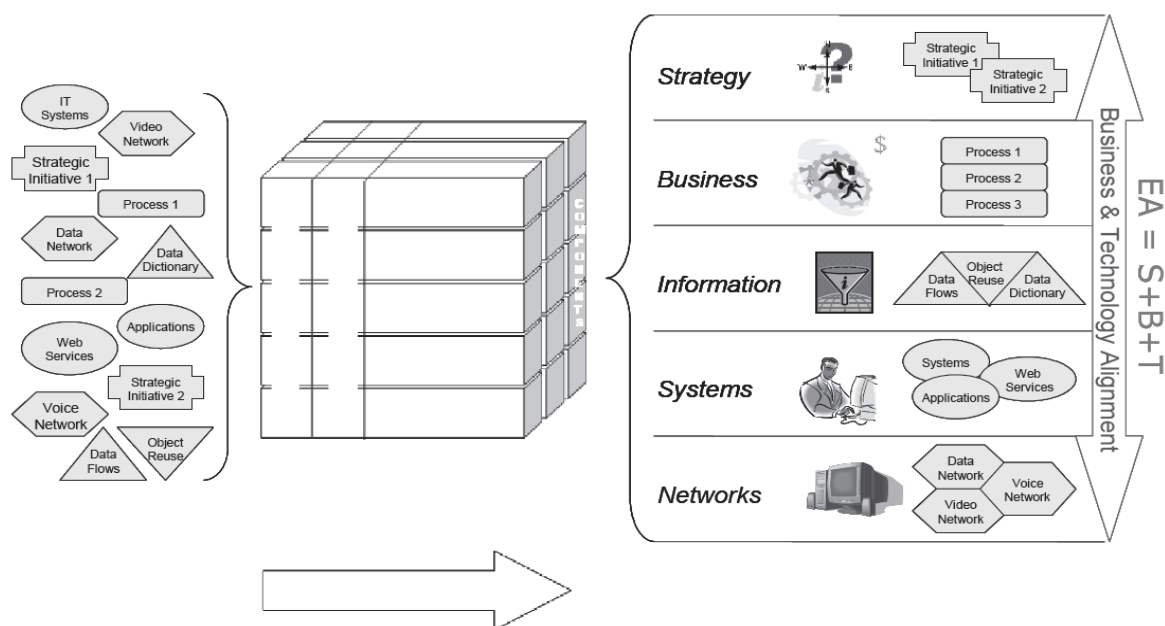 IT
Systems
Video
Network
Strategic
Initiative 1
Process 1
Data
Network
Data
Dictionary
Process 2
Applications
Web
Services
Strategic
Initiative 2
Voice
Network
Data
Flows
Object
Reuse
COMPONENTS
Strategy
N
W
E
?
i
Strategic
Initiative 1
Strategic
Initiative 2
Business
$
Process 1
Process 2
Process 3
Information
i
Data
Flows
Object
Reuse
Data
Dictionary
Systems
Systems
Web
Services
Applications
Networks
Data
Network
Voice
Network
Video
Network
Business & Technology Alignment
EA = S+B+T